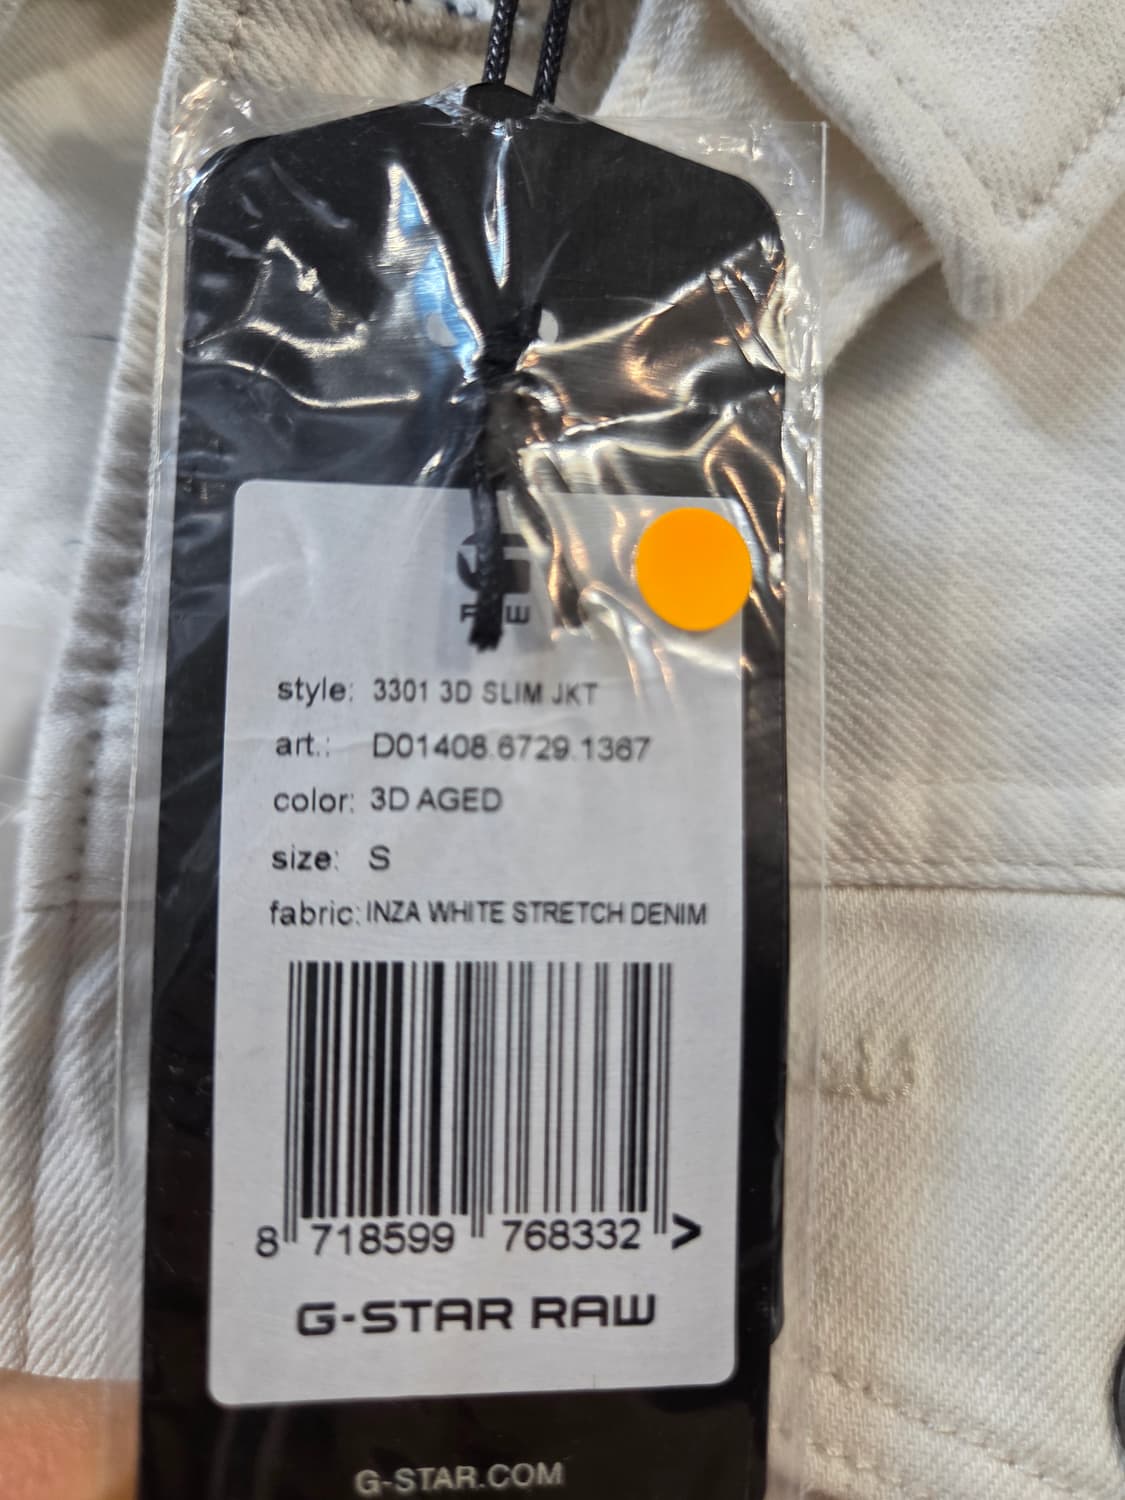 RAW
style: 3301 3D SLIM JKT
art.: D01408.6729.1367
color: 3D AGED
size: S
fabric: INZA WHITE STRETCH DENIM
8 718599 768332 >
G-STAR RAW
G-STAR.COM